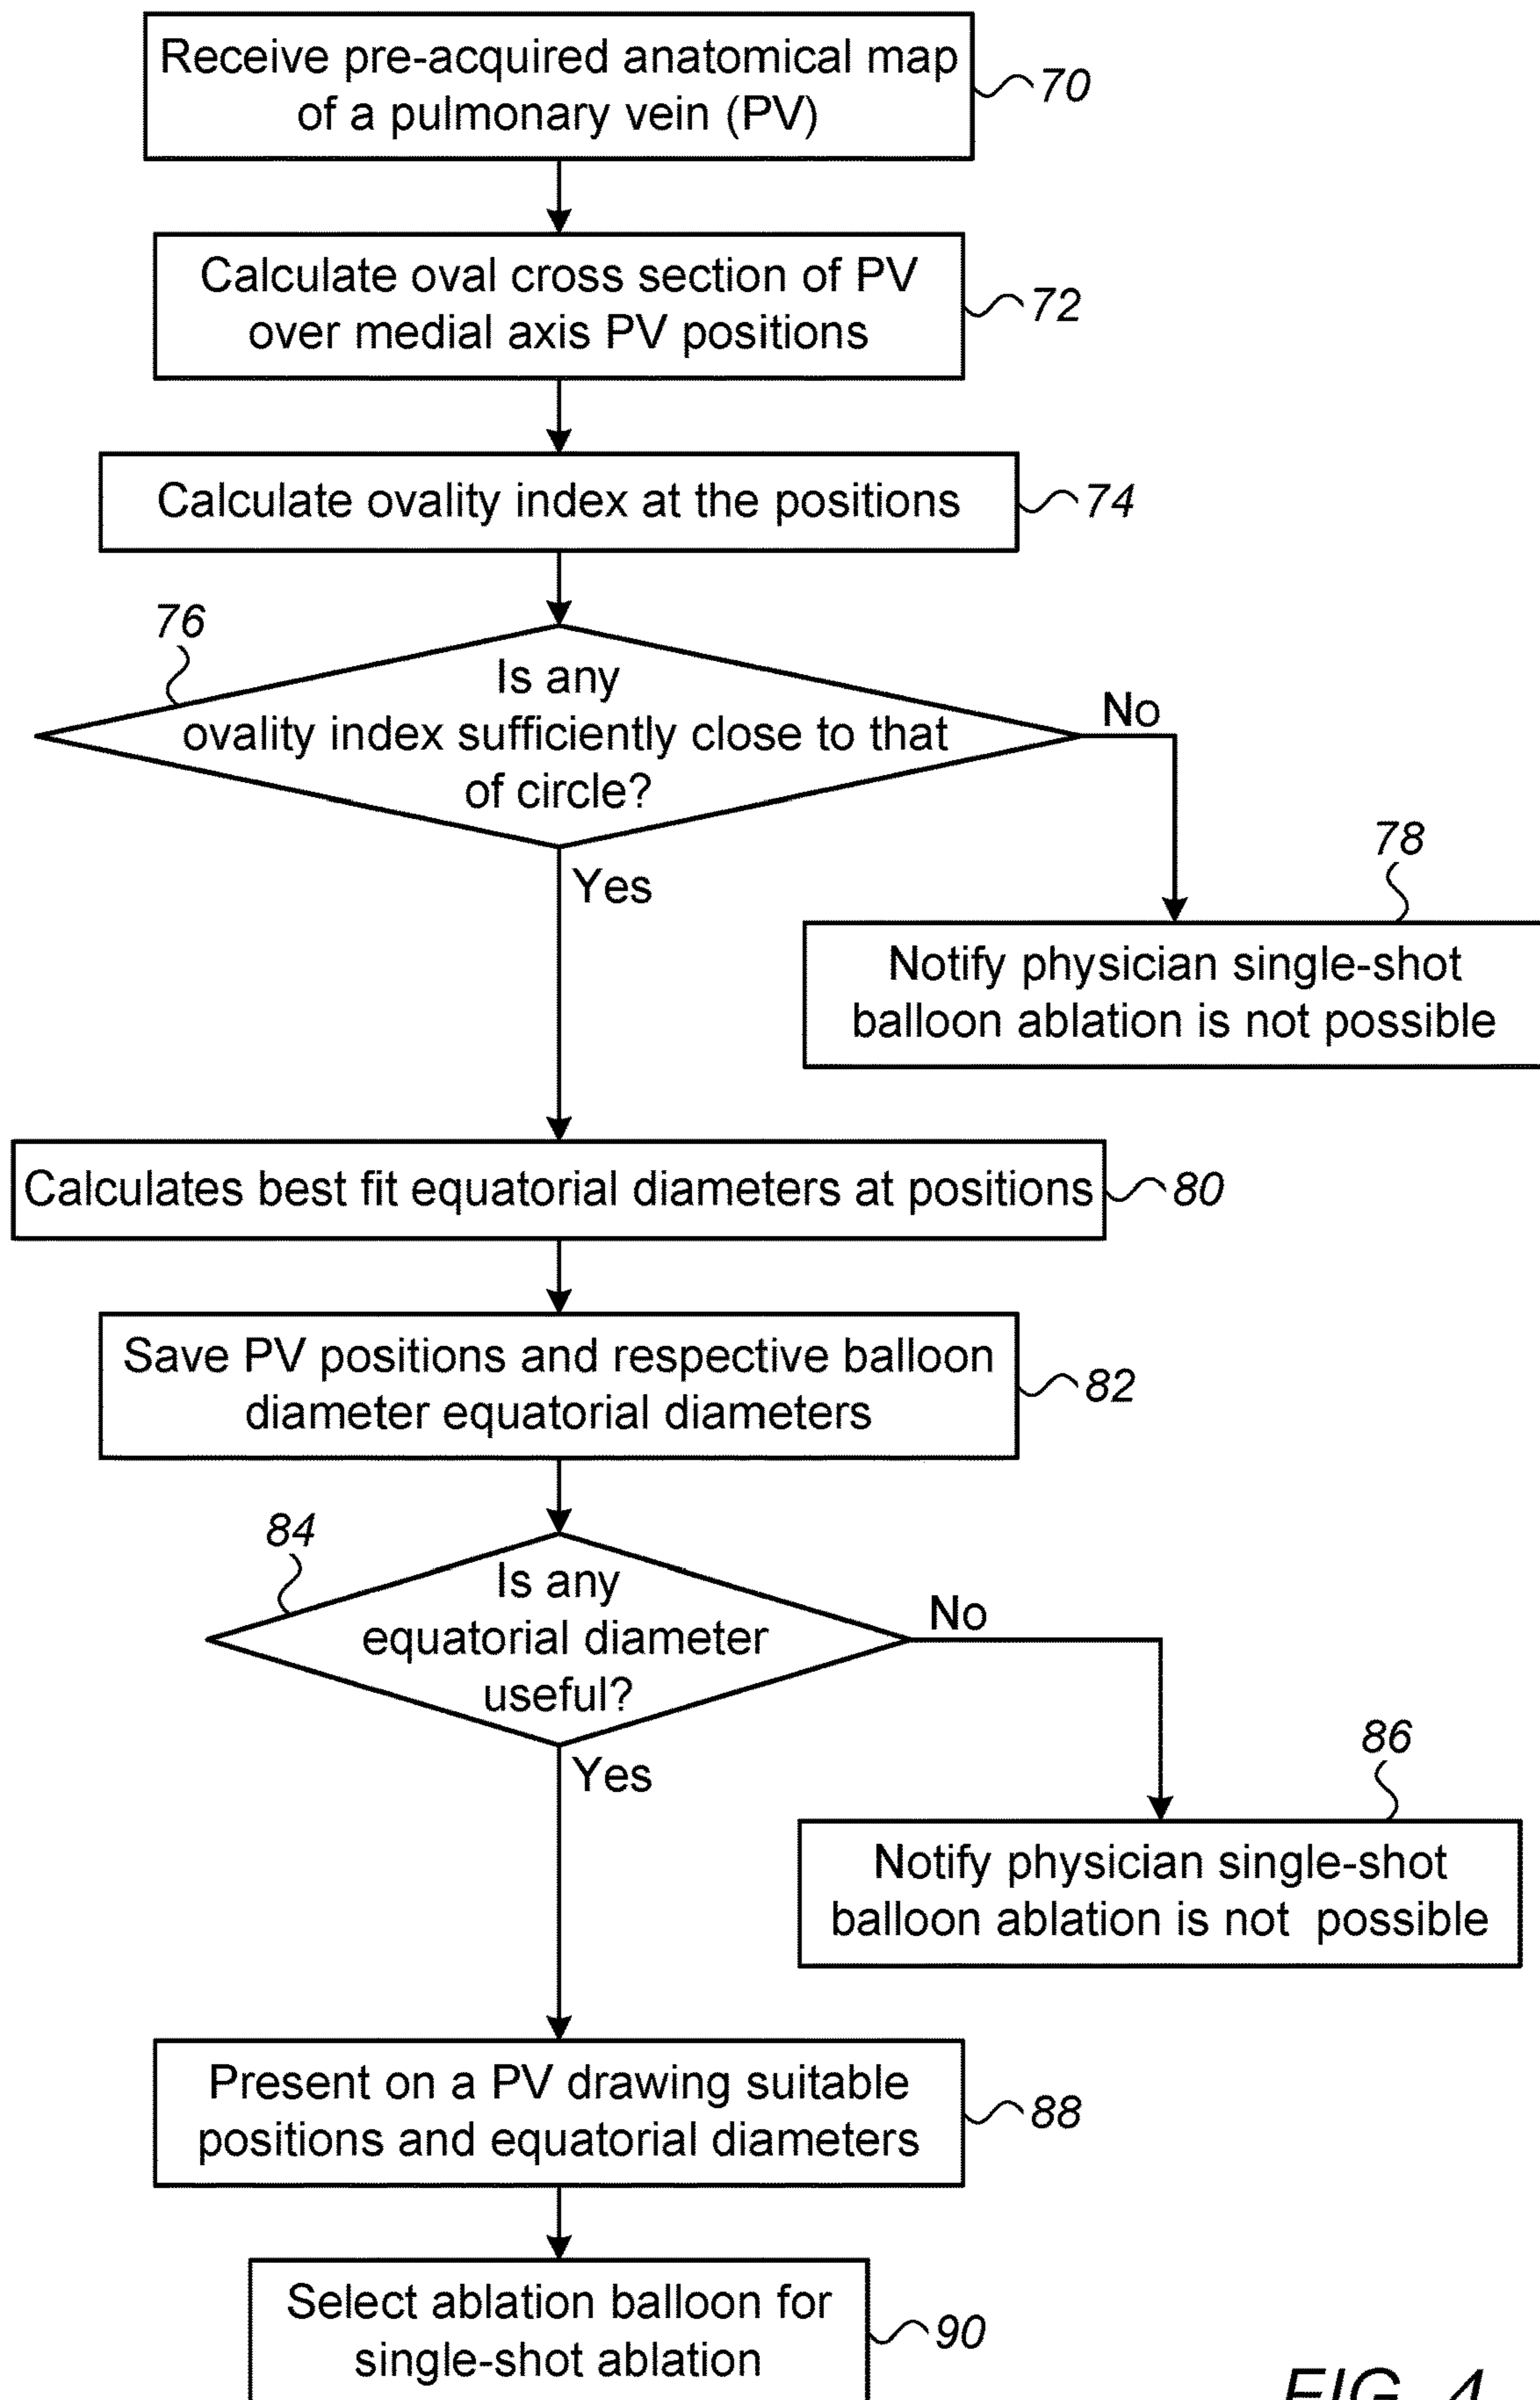 Receive pre-acquired anatomical map
of a pulmonary vein (PV)
70
Calculate oval cross section of PV
over medial axis PV positions
72
Calculate ovality index at the positions
74
76
Is any
ovality index sufficiently close to that
of circle?
No
Yes
78
Notify physician single-shot
balloon ablation is not possible
Calculates best fit equatorial diameters at positions
80
Save PV positions and respective balloon
diameter equatorial diameters
82
84
Is any
equatorial diameter
useful?
No
Yes
86
Notify physician single-shot
balloon ablation is not possible
Present on a PV drawing suitable
positions and equatorial diameters
88
Select ablation balloon for
single-shot ablation
90
FIG. 4